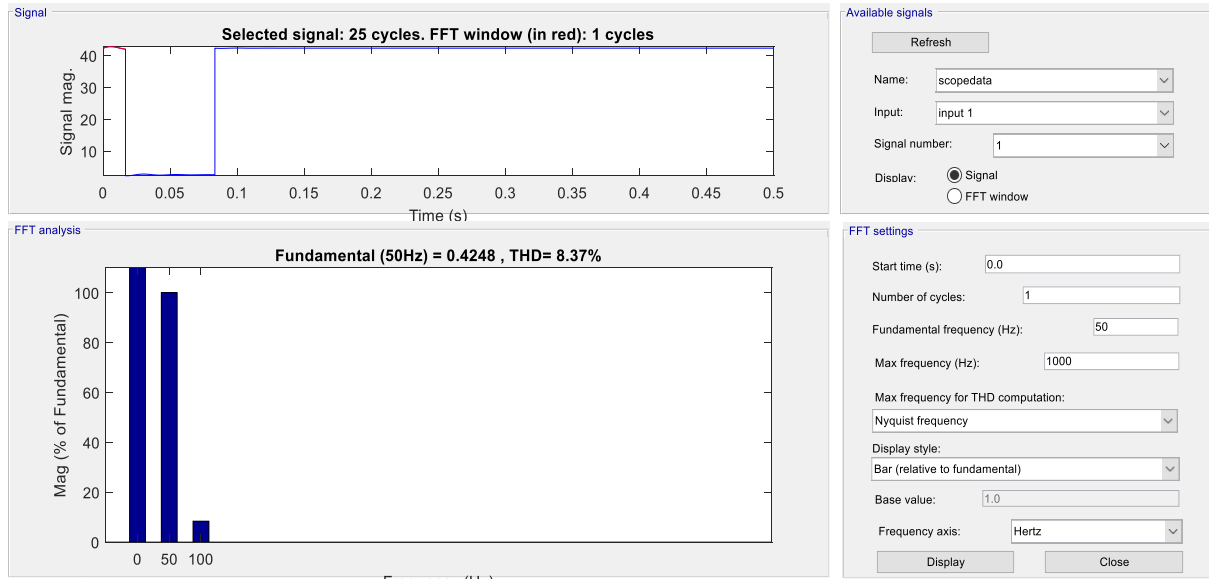 Signal
Selected signal: 25 cycles. FFT window (in red): 1 cycles
Signal mag.
40
30
20
10
0
0.05
0.1
0.15
0.2
0.25
0.3
0.35
0.4
0.45
0.5
Time (s)
Available signals
Refresh
Name:
scopedata
Input:
input 1
Signal number:
1
Display:
Signal
FFT window
FFT analysis
Fundamental (50Hz) = 0.4248 , THD= 8.37%
Mag (% of Fundamental)
100
80
60
40
20
0
0
50
100
Frequency (Hz)
FFT settings
Start time (s):
0.0
Number of cycles:
1
Fundamental frequency (Hz):
50
Max frequency (Hz):
1000
Max frequency for THD computation:
Nyquist frequency
Display style:
Bar (relative to fundamental)
Base value:
1.0
Frequency axis:
Hertz
Display
Close